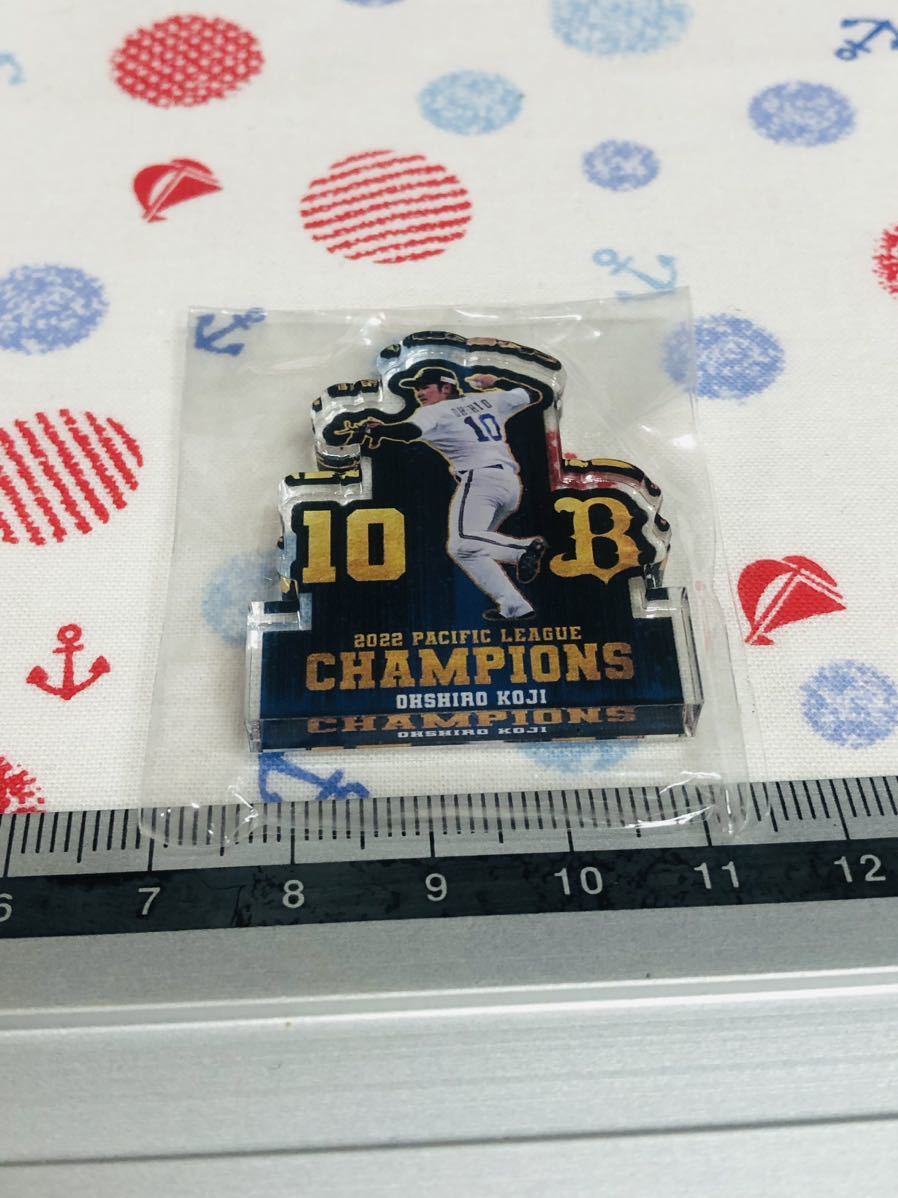 OHSHIRO
10
10
B
2022 PACIFIC LEAGUE
CHAMPIONS
OHSHIRO KOJI
CHAMPIONS
OHSHIRO KOJI
6 7 8 9 10 11 12